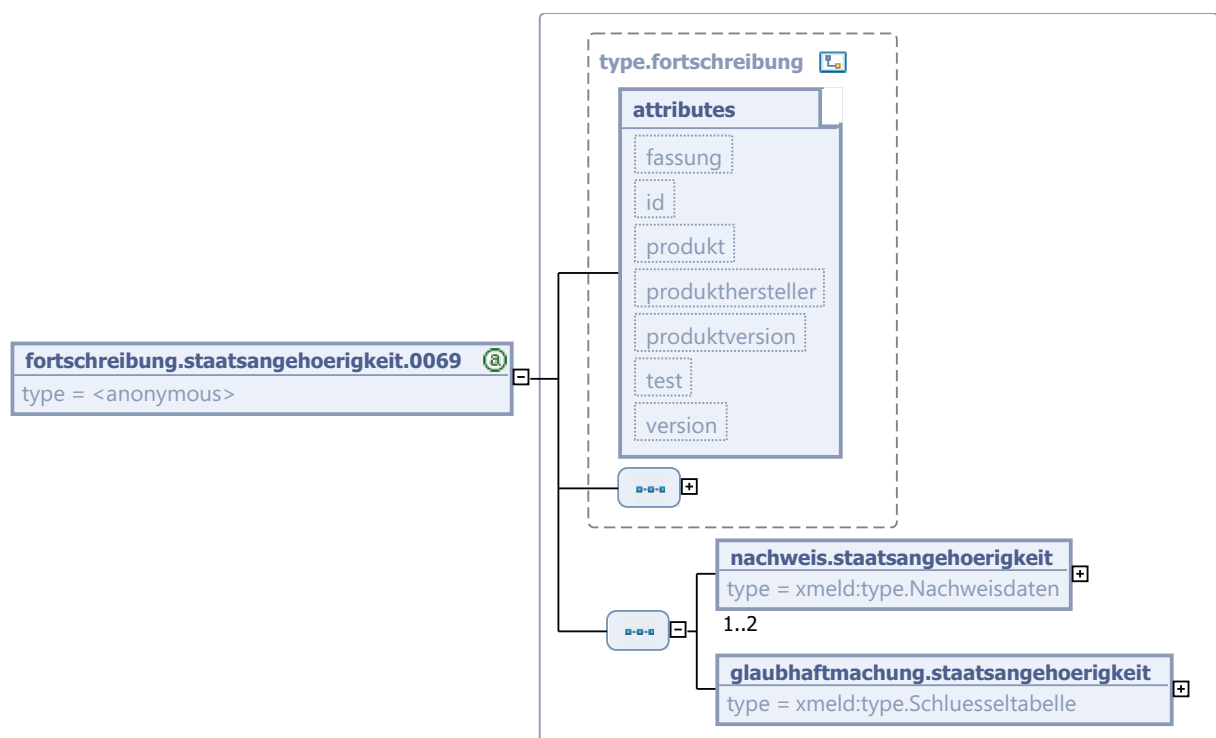 type.fortschreibung
attributes
fassung
id
produkt
produkthersteller
produktversion
test
version
fortschreibung.staatsangehoerigkeit.0069 a
type = <anonymous>
nachweis.staatsangehoerigkeit
type = xmeld:type.Nachweisdaten
1..2
glaubhaftmachung.staatsangehoerigkeit
type = xmeld:type.Schluesseltabelle